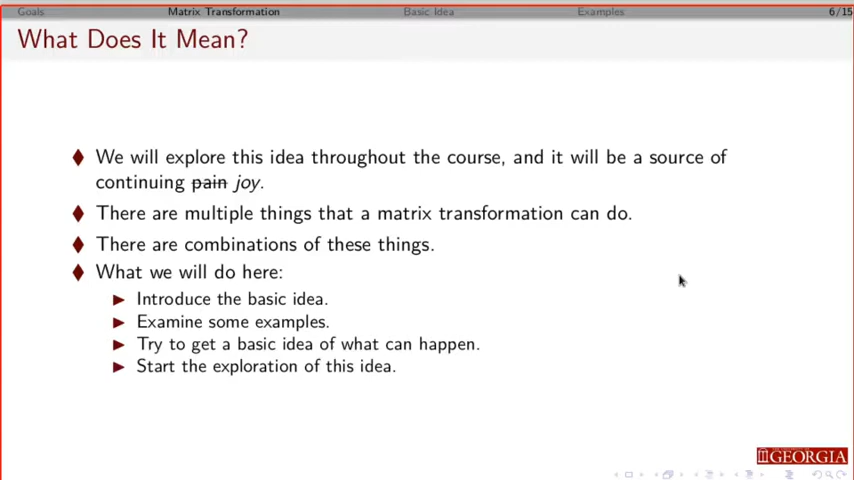 Goals Matrix Transformation Basic Idea Examples 6/15
What Does It Mean?
We will explore this idea throughout the course, and it will be a source of
continuing pain joy.
There are multiple things that a matrix transformation can do.
There are combinations of these things.
What we will do here:
Introduce the basic idea.
Examine some examples.
Try to get a basic idea of what can happen.
Start the exploration of this idea.
GEORGIA